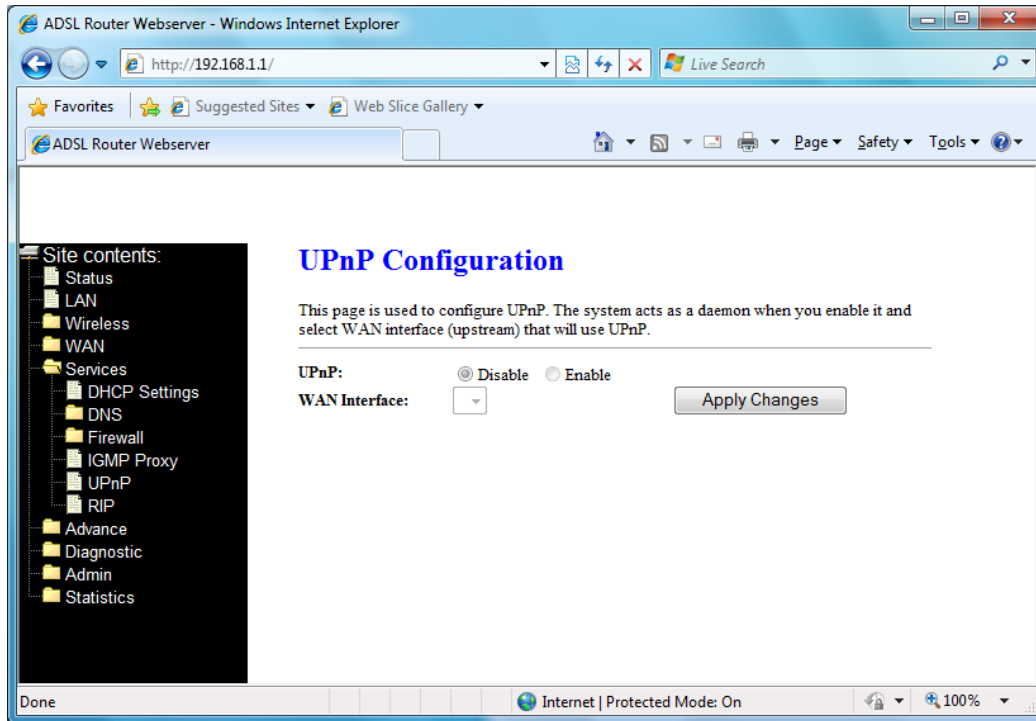 ADSL Router Webserver - Windows Internet Explorer
http://192.168.1.1/
Live Search
Favorites
Suggested Sites
Web Slice Gallery
ADSL Router Webserver
Page
Safety
Tools
Site contents:
Status
LAN
Wireless
WAN
Services
DHCP Settings
DNS
Firewall
IGMP Proxy
UPnP
RIP
Advance
Diagnostic
Admin
Statistics
UPnP Configuration
This page is used to configure UPnP. The system acts as a daemon when you enable it and
select WAN interface (upstream) that will use UPnP.
UPnP: Disable Enable
WAN Interface: Apply Changes
Done
Internet | Protected Mode: On
100%